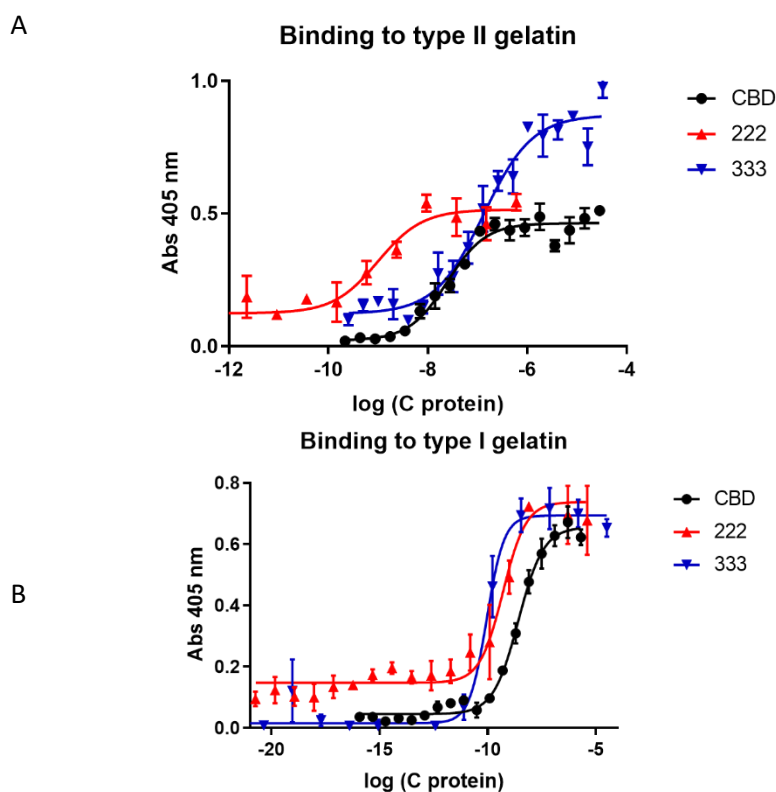 A
Binding to type II gelatin
1.0
0.5
0.0
Abs 405 nm
-12 -10 -8 -6 -4
log (C protein)
CBD
222
333
B
Binding to type I gelatin
0.8
0.6
0.4
0.2
0.0
Abs 405 nm
-20 -15 -10 -5
log (C protein)
CBD
222
333